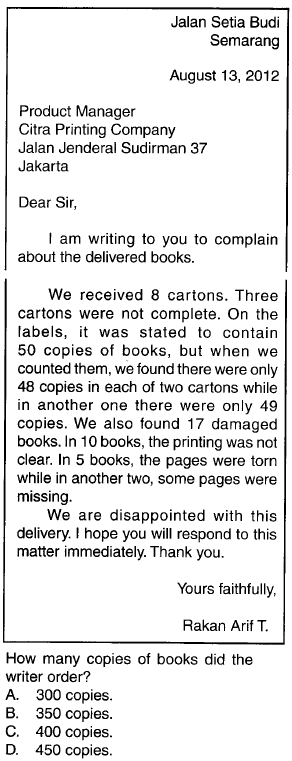 Jalan Setia Budi
Semarang
August 13, 2012
Product Manager
Citra Printing Company
Jalan Jenderal Sudirman 37
Jakarta
Dear Sir,
I am writing to you to complain
about the delivered books.
We received 8 cartons. Three
cartons were not complete. On the
labels, it was stated to contain
50 copies of books, but when we
counted them, we found there were only
48 copies in each of two cartons while
in another one there were only 49
copies. We also found 17 damaged
books. In 10 books, the printing was not
clear. In 5 books, the pages were torn
while in another two, some pages were
missing.
We are disappointed with this
delivery. I hope you will respond to this
matter immediately. Thank you.
Yours faithfully,
Rakan Arif T.
How many copies of books did the
writer order?
A. 300 copies.
B. 350 copies.
C. 400 copies.
D. 450 copies.